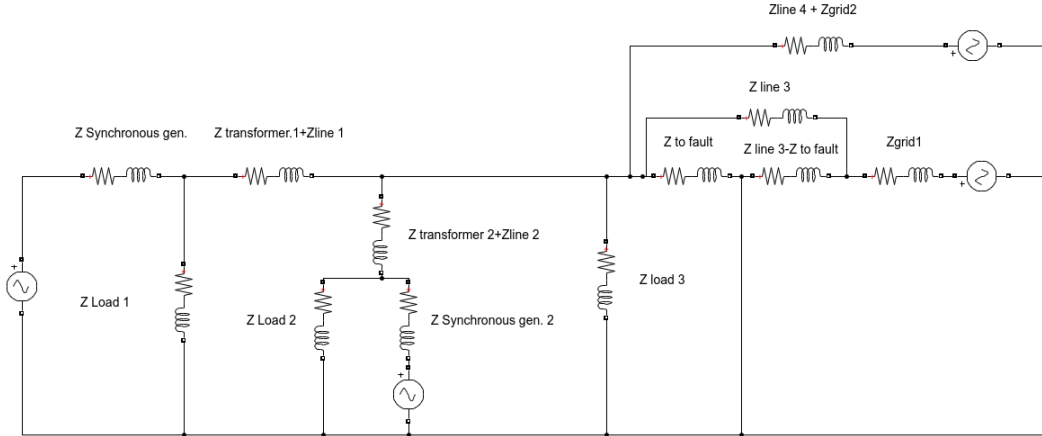 Zline 4 + Zgrid2
Z line 3
Z Synchronous gen.
Z transformer.1+Zline 1
Z to fault
Z line 3-Z to fault
Zgrid1
+
+
Z transformer 2+Zline 2
+
Z Load 1
Z Load 2
Z Synchronous gen. 2
Z load 3
+